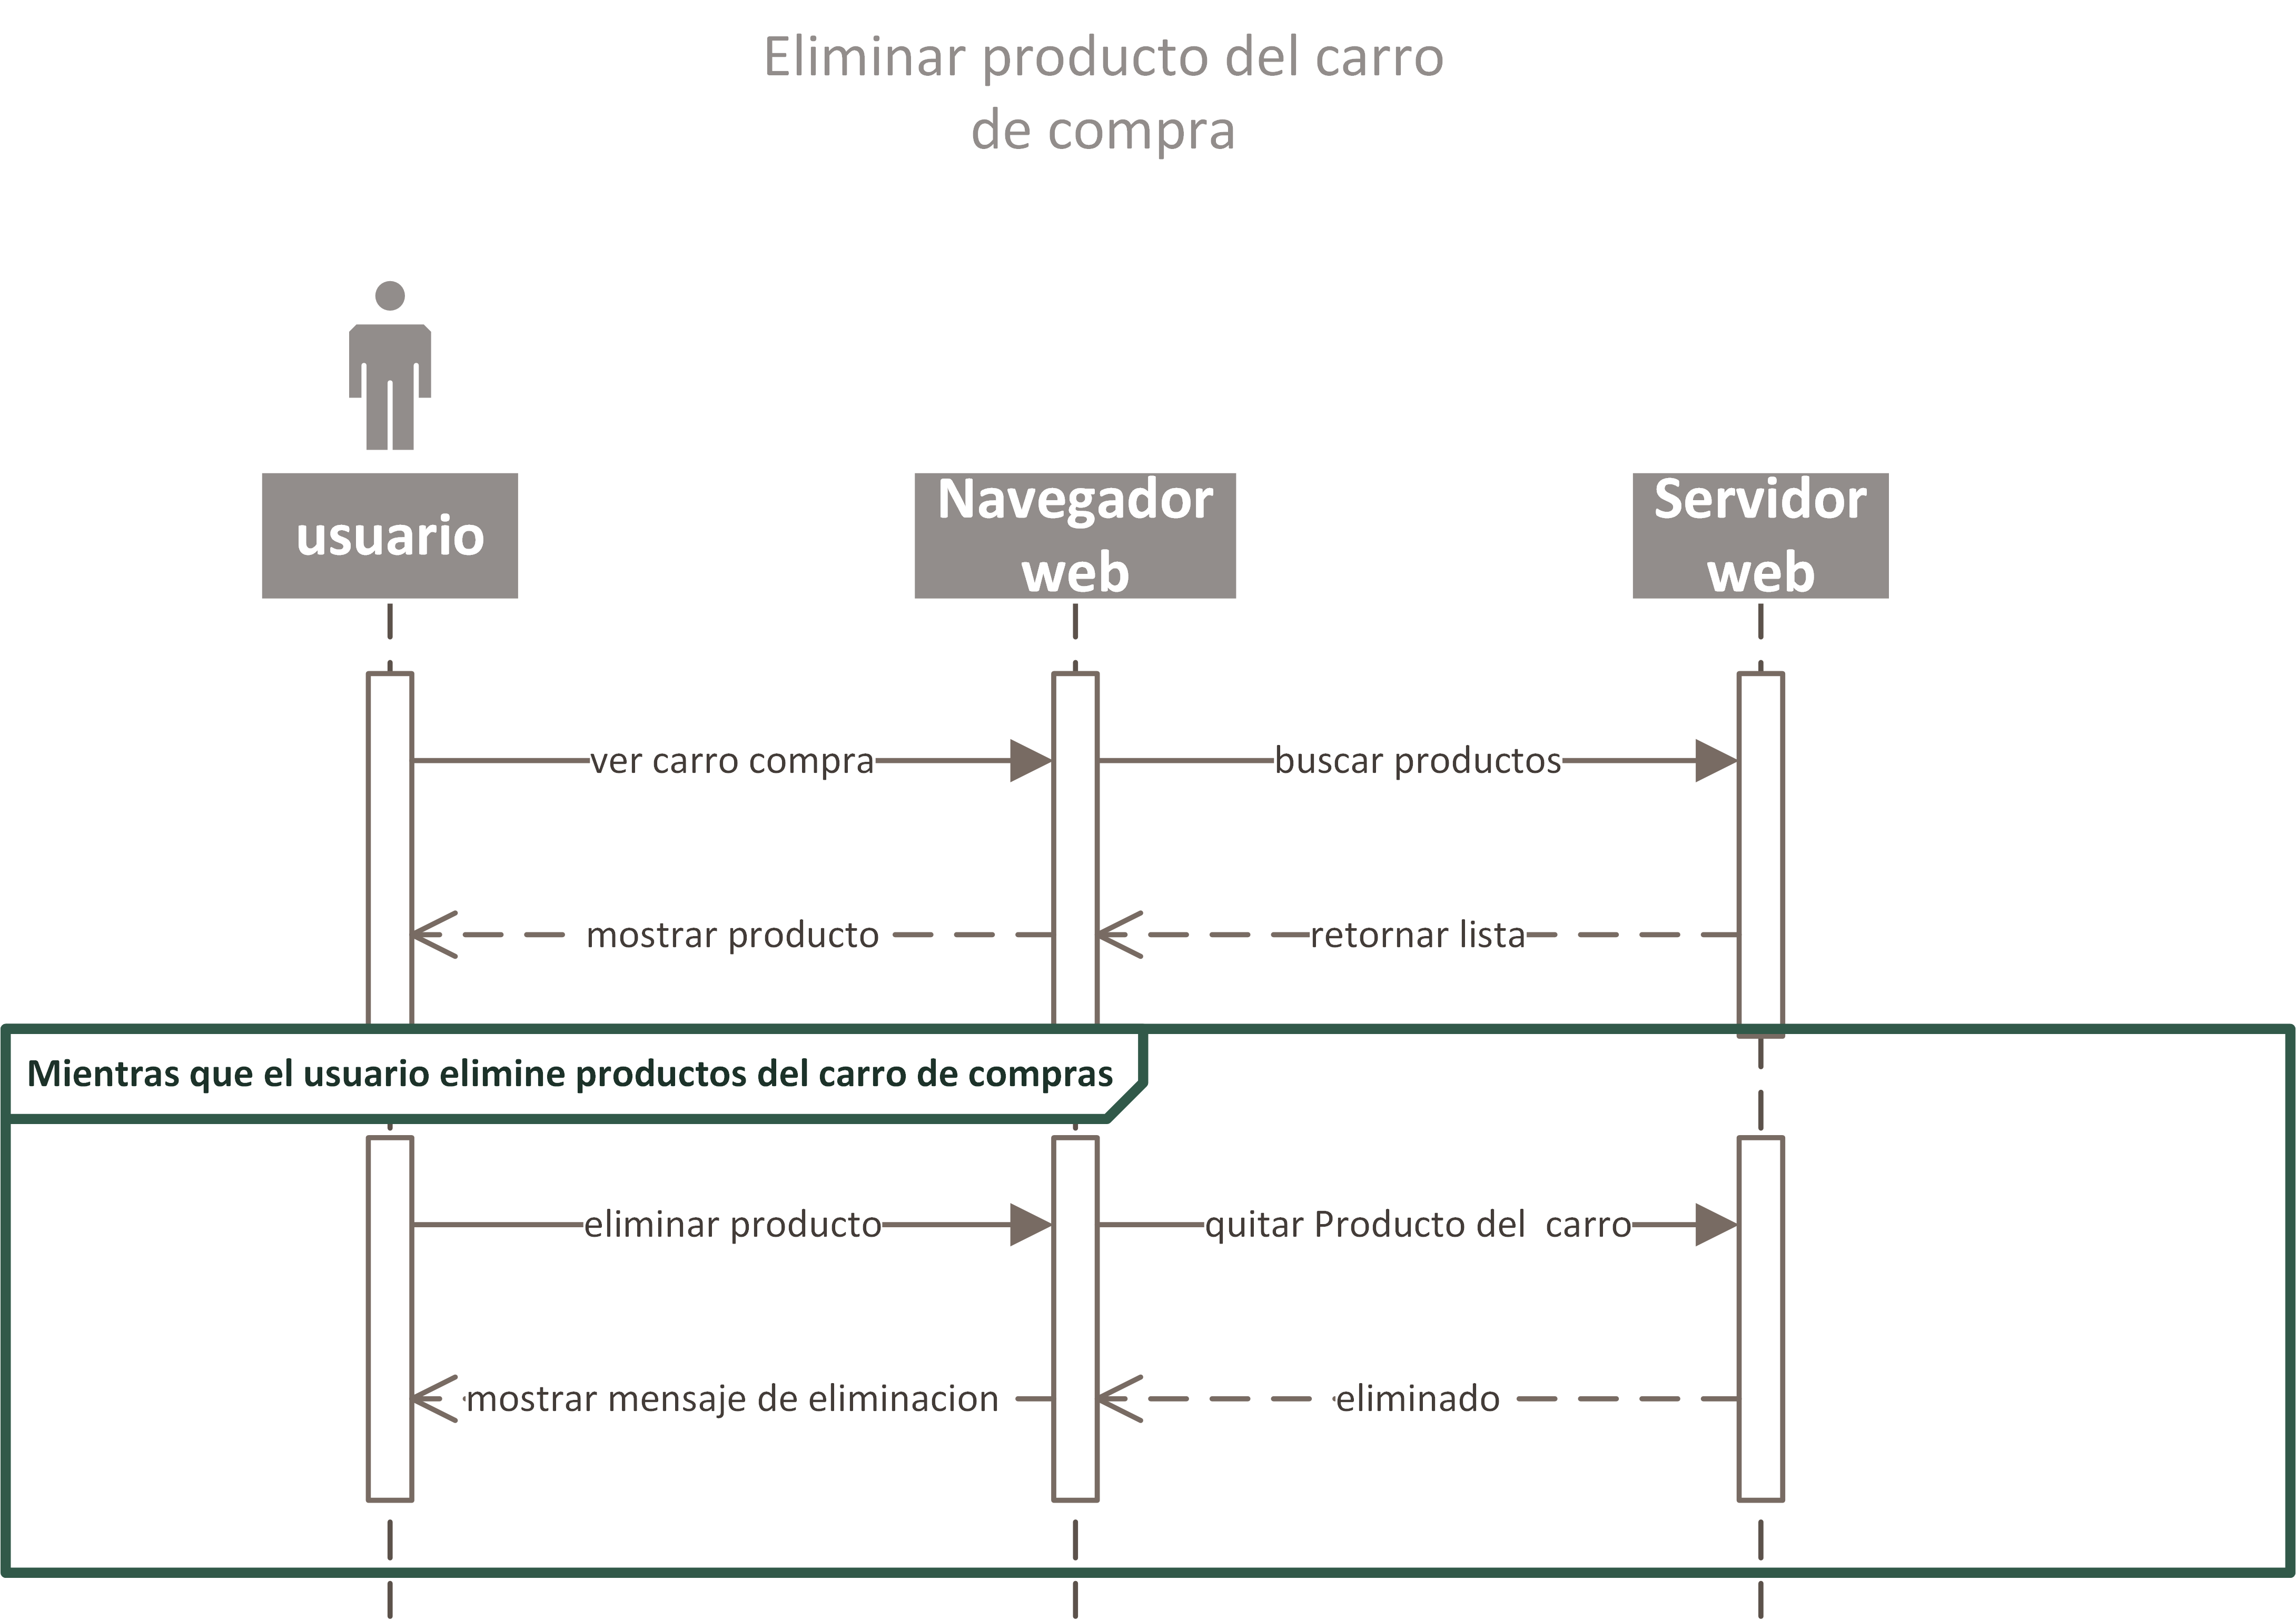 Eliminar producto del carro
de compra
usuario
Navegador
web
Servidor
web
ver carro compra
buscar productos
mostrar producto
retornar lista
Mientras que el usuario elimine productos del carro de compras
eliminar producto
quitar Producto del  carro
mostrar mensaje de eliminacion
eliminado